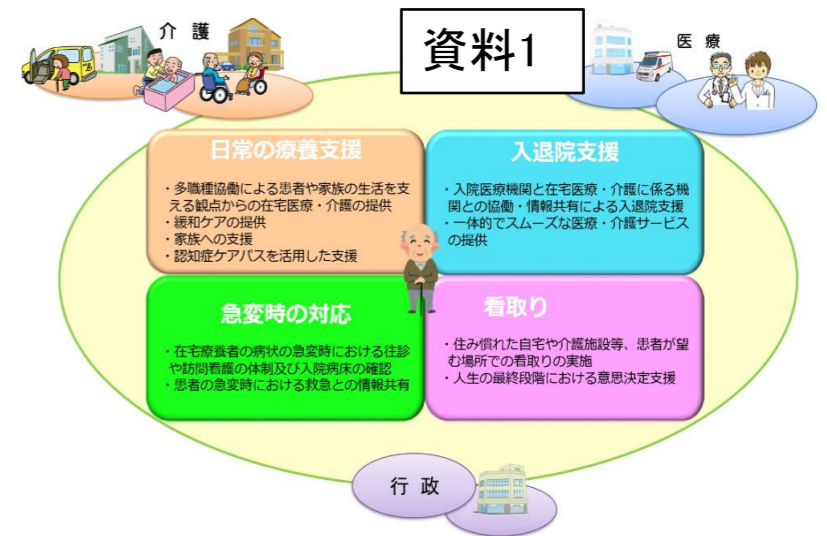 介 護
資料1
医 療
日常の療養支援
・多職種協働による患者や家族の生活を支
える観点からの在宅医療・介護の提供
・緩和ケアの提供
・家族への支援
・認知症ケアパスを活用した支援
入退院支援
・入院医療機関と在宅医療・介護に係る機
関との協働・情報共有による入退院支援
・一体的でスムーズな医療・介護サービス
の提供
急変時の対応
・在宅療養者の病状の急変時における往診
や訪問看護の体制及び入院病床の確認
・患者の急変時における救急との情報共有
看取り
・住み慣れた自宅や介護施設等、患者が望
む場所での看取りの実施
・人生の最終段階における意思決定支援
行 政